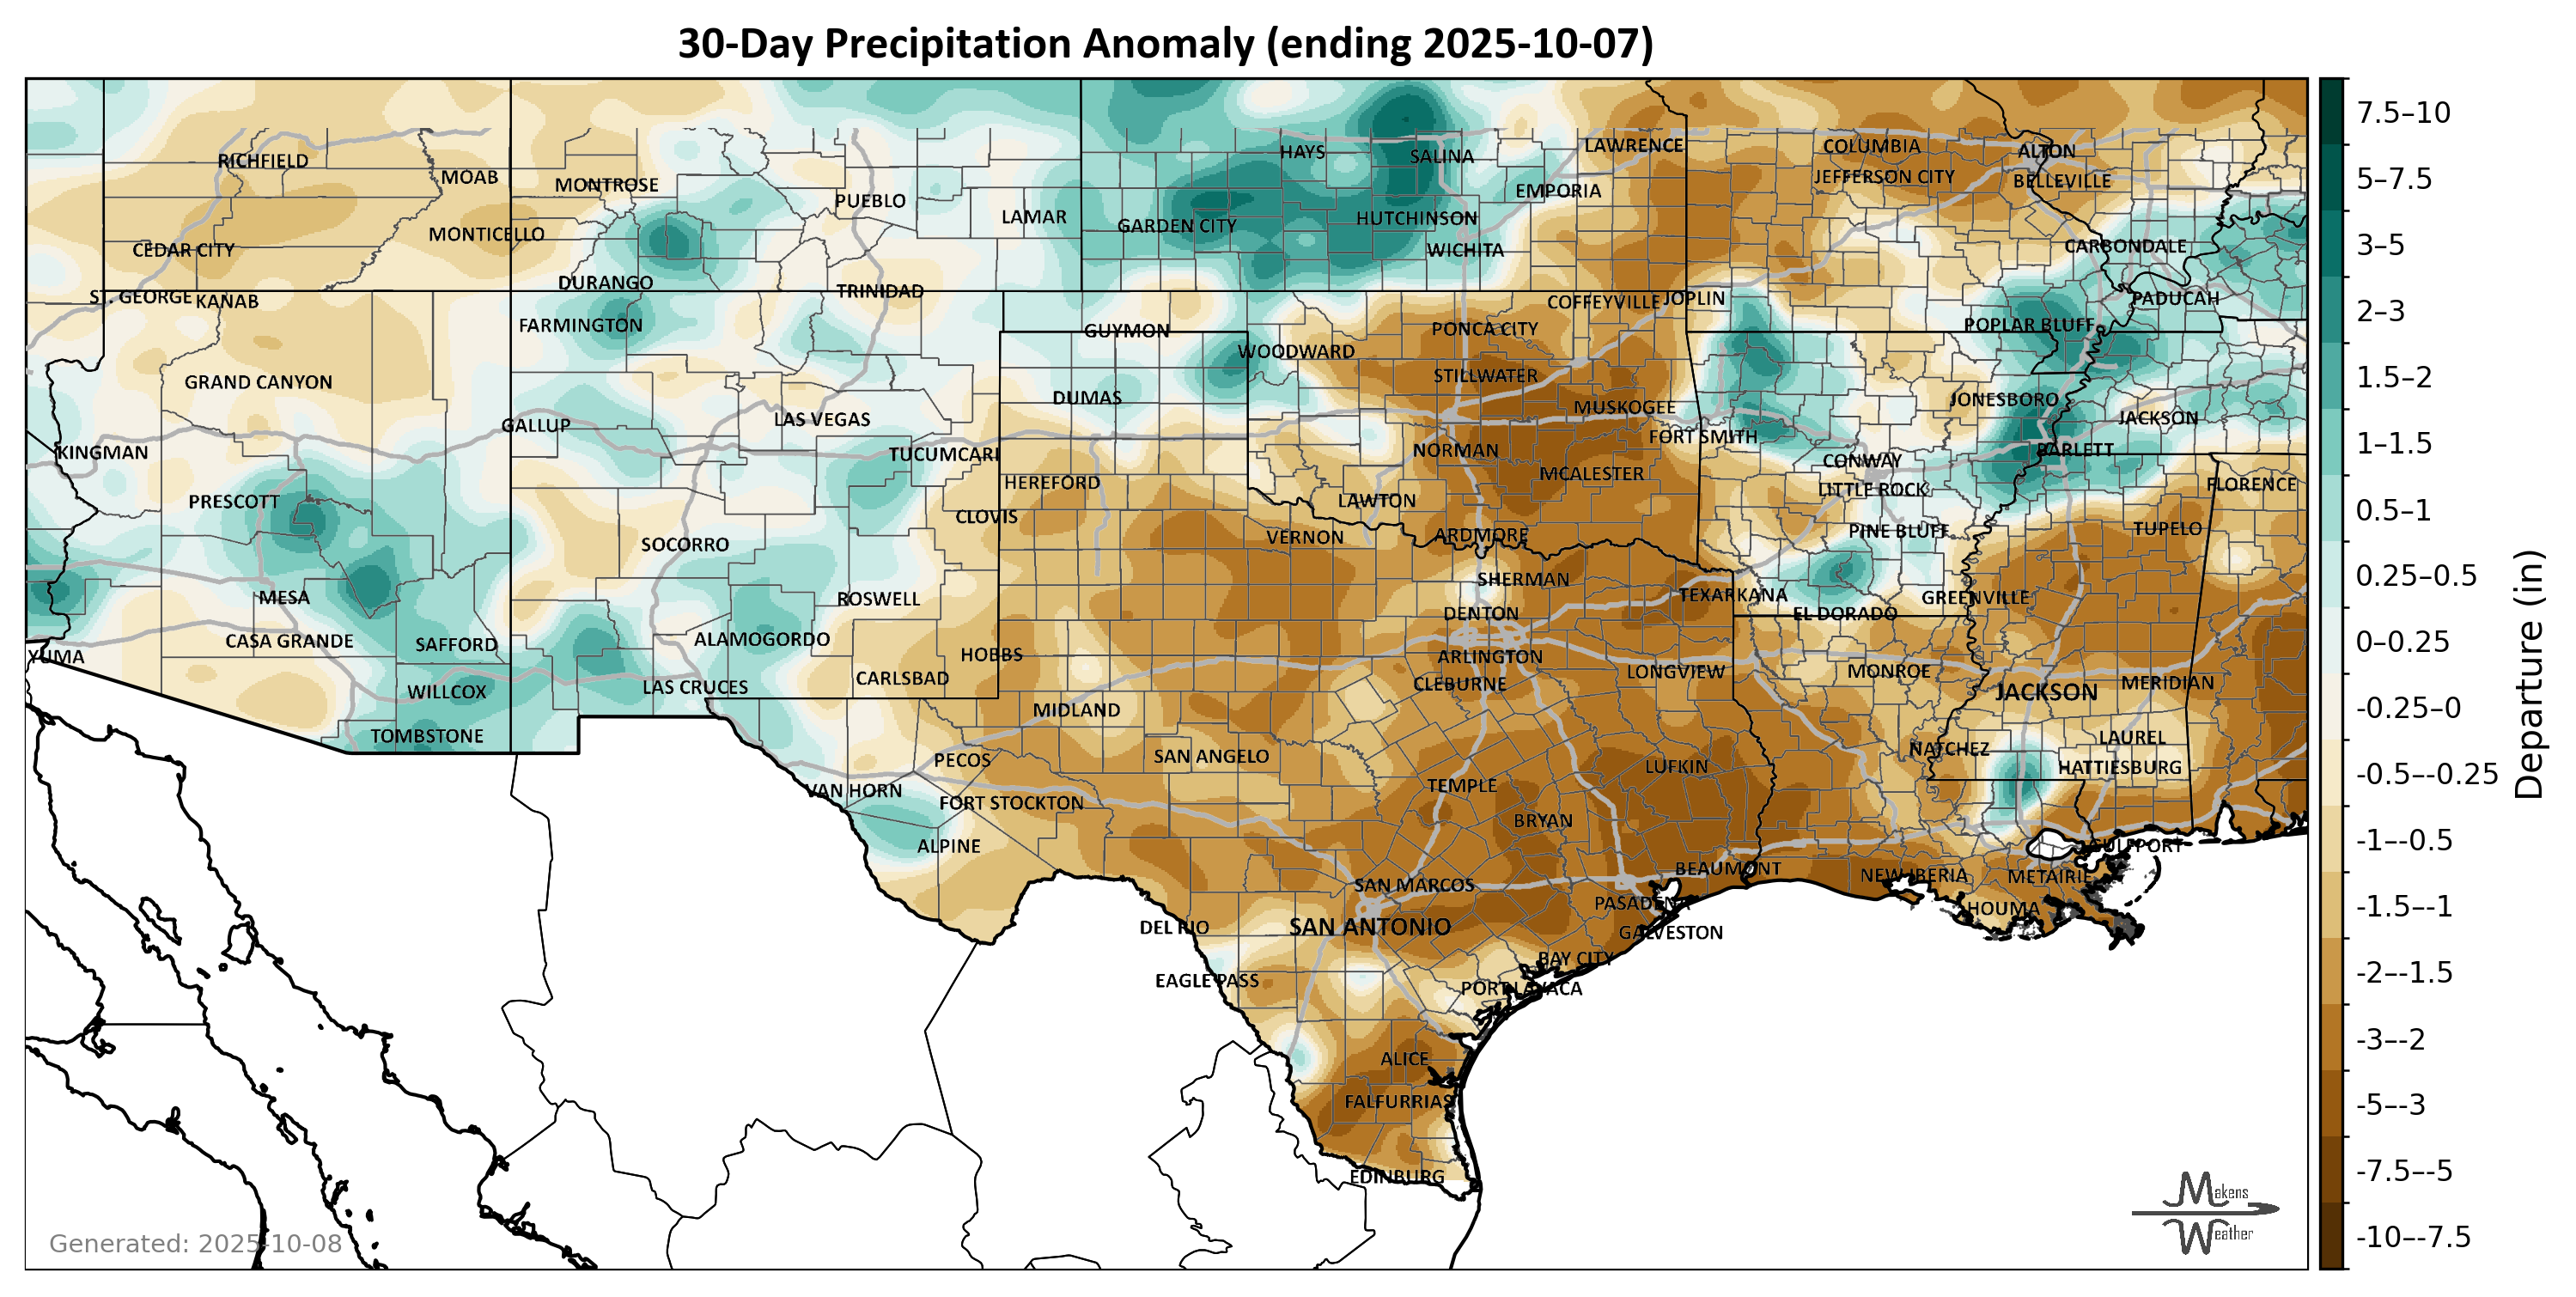 30-Day Precipitation Anomaly (ending 2025-10-07)
RICHFIELD
MOAB
MONTROSE
PUEBLO
LAMAR
HAYS
SALINA
LAWRENCE
COLUMBIA
ALTON
JEFFERSON CITY
BELLEVILLE
EMPORIA
GARDEN CITY
HUTCHINSON
WICHITA
CEDAR CITY
MONTICELLO
CARBONDALE
DURANGO
TRINIDAD
ST. GEORGE
KANAB
COFFEYVILLE
JOPLIN
PADUCAH
FARMINGTON
GUYMON
PONCA CITY
POPLAR BLUFF
WOODWARD
GRAND CANYON
STILLWATER
DUMAS
MUSKOGEE
JONESBORO
GALLUP
LAS VEGAS
JACKSON
FORT SMITH
KINGMAN
TUCUMCARI
NORMAN
BARLETT
CONWAY
MCALESTER
HEREFORD
LITTLE ROCK
FLORENCE
PRESCOTT
LAWTON
CLOVIS
TUPELO
PINE BLUFF
SOCORRO
VERNON
ARDMORE
SHERMAN
MESA
ROSWELL
TEXARKANA
GREENVILLE
DENTON
EL DORADO
CASA GRANDE
SAFFORD
ALAMOGORDO
YUMA
HOBBS
ARLINGTON
LONGVIEW
MONROE
CARLSBAD
CLEBURNE
MERIDIAN
WILLCOX
LAS CRUCES
JACKSON
MIDLAND
TOMBSTONE
LAUREL
NATCHEZ
SAN ANGELO
PECOS
LUFKIN
HATTIESBURG
TEMPLE
VAN HORN
FORT STOCKTON
BRYAN
ALPINE
GULFPORT
BEAUMONT
NEW IBERIA
METAIRIE
SAN MARCOS
PASADENA
HOUMA
DEL RIO
SAN ANTONIO
GALVESTON
BAY CITY
EAGLE PASS
PORT LAVACA
ALICE
FALFURRIAS
EDINBURG
Generated: 2025-10-08
Makens
Weather
7.5–10
5–7.5
3–5
2–3
1.5–2
1–1.5
0.5–1
0.25–0.5
0–0.25
-0.25–0
-0.5–-0.25
-1–-0.5
-1.5–-1
-2–-1.5
-3–-2
-5–-3
-7.5–-5
-10–-7.5
Departure (in)